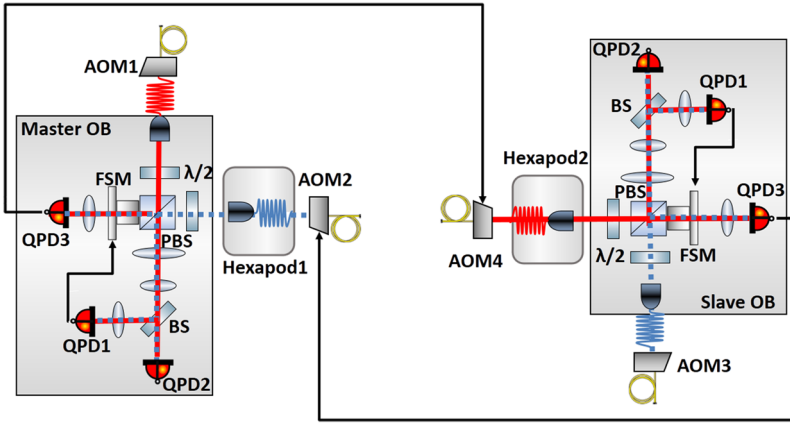 AOM1
Master OB
FSM
λ/2
QPD3
PBS
QPD1
BS
QPD2
AOM2
Hexapod1
Hexapod2
AOM4
QPD2
BS
QPD1
PBS
QPD3
λ/2
FSM
Slave OB
AOM3